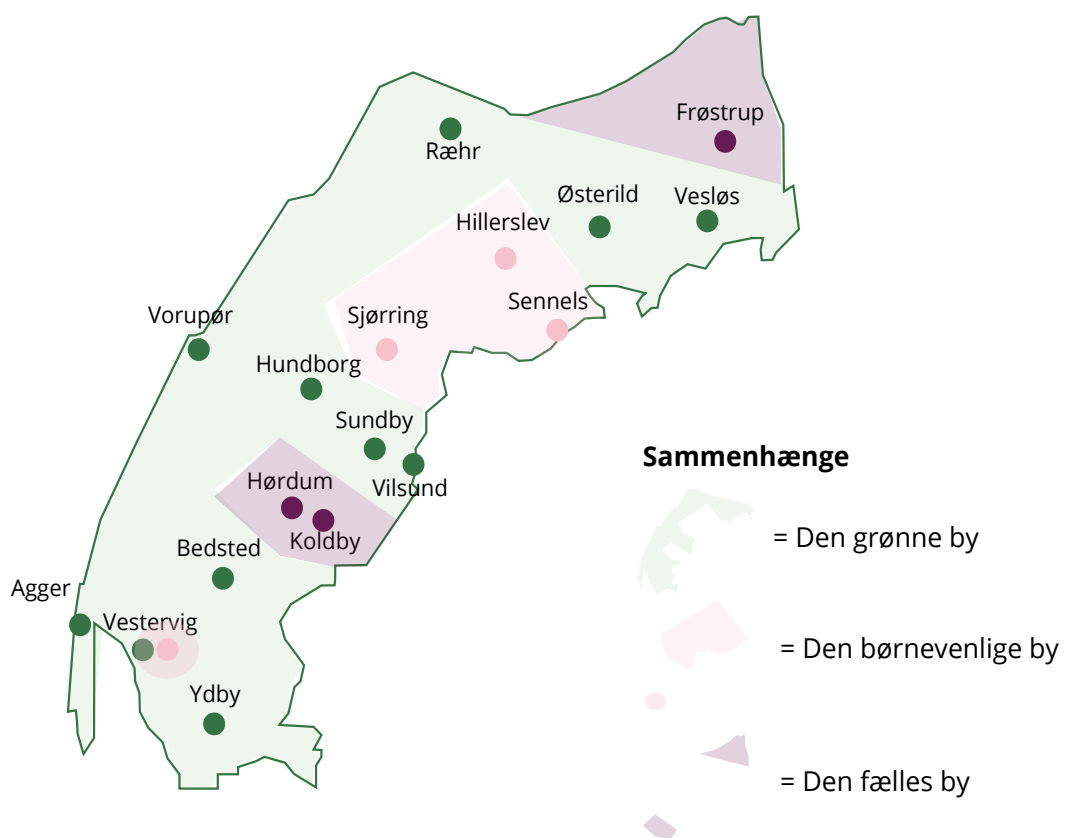 Frøstrup
Ræhr
Østerild
Vesløs
Hillerslev
Sennels
Vorupør
Sjørring
Hundborg
Sundby
Vilsund
Hørdum
Koldby
Bedsted
Agger
Vestervig
Ydby
Sammenhænge
= Den grønne by
= Den børnevenlige by
= Den fælles by